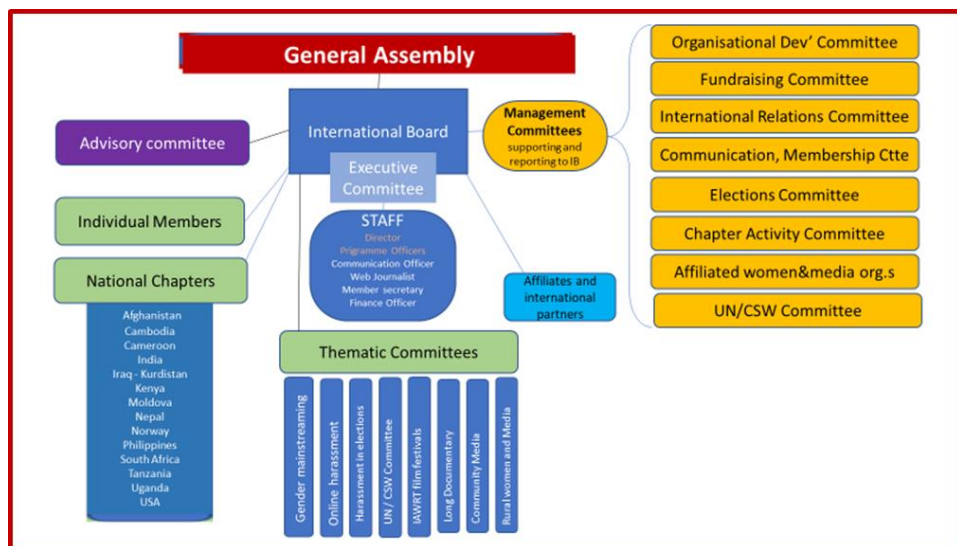 General Assembly
International Board
Executive
Committee
Advisory committee
Individual Members
National Chapters
Afghanistan
Cambodia
Cameroon
India
Iraq - Kurdistan
Kenya
Moldova
Nepal
Norway
Philippines
South Africa
Tanzania
Uganda
USA
STAFF
Director
Prigramme Officers
Communication Officer
Web Journalist
Member secretary
Finance Officer
Management
Committees
supporting and
reporting to IB
Affiliates and
international
partners
Thematic Committees
Gender mainstreaming
Online harassment
Harassment in elections
UN / CSW Committee
IAWRT film festivals
Long Documentary
Community Media
Rural women and Media
Organisational Dev' Committee
Fundraising Committee
International Relations Committee
Communication, Membership Ctte
Elections Committee
Chapter Activity Committee
Affiliated women&media org.s
UN/CSW Committee